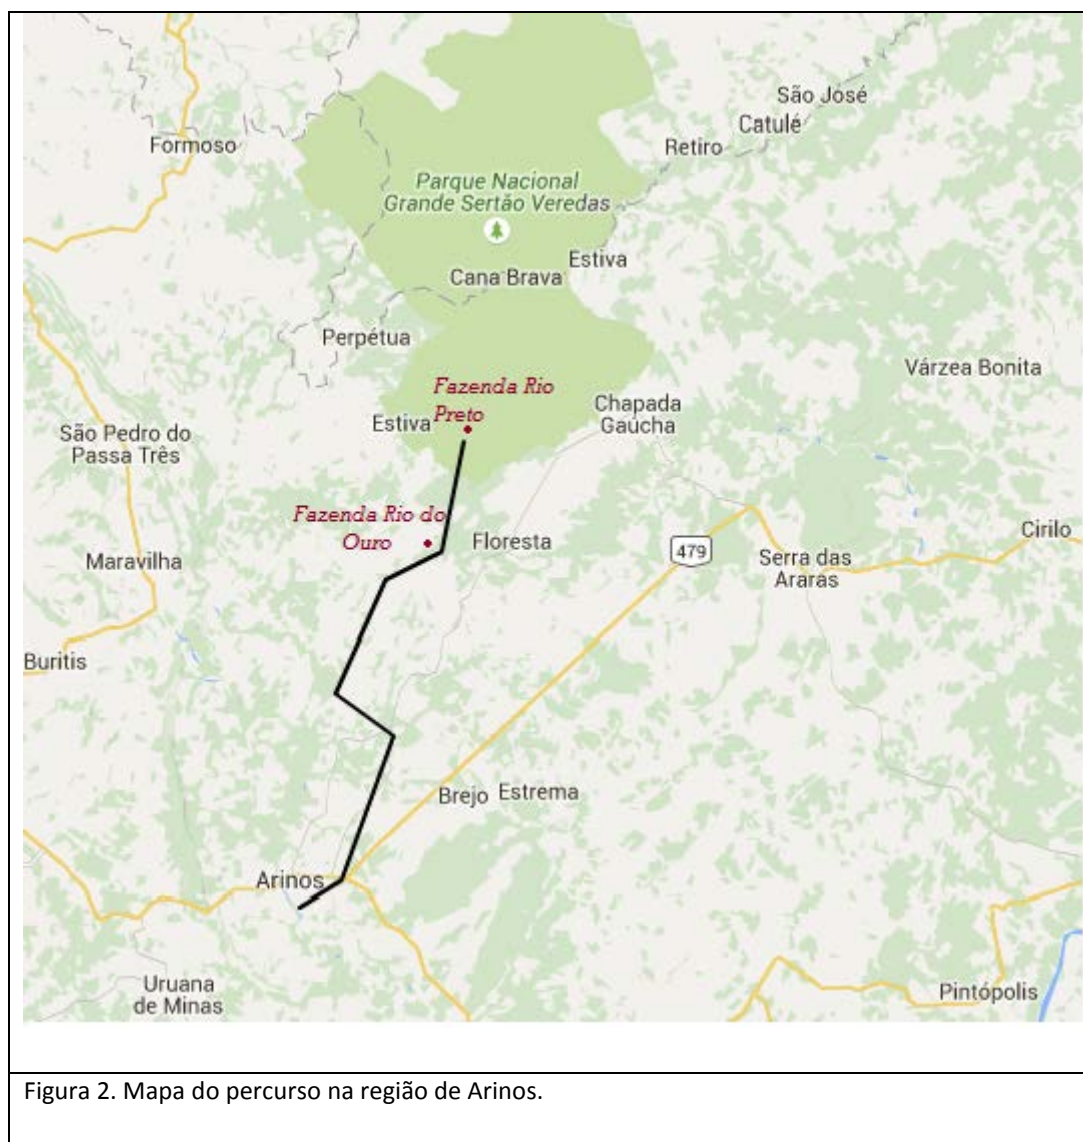 São José
Catulé
Formoso
Retiro
Parque Nacional
Grande Sertão Veredas
Estiva
Cana Brava
Perpétua
Várzea Bonita
Fazenda Rio
Preto
Chapada
Gaúcha
Estiva
São Pedro do
Passa Três
Fazenda Rio do
Ouro
Floresta
479
Cirilo
Maravilha
Serra das
Araras
Buritis
Brejo
Estrema
Arinos
Uruana
de Minas
Pintópolis
Figura 2. Mapa do percurso na região de Arinos.